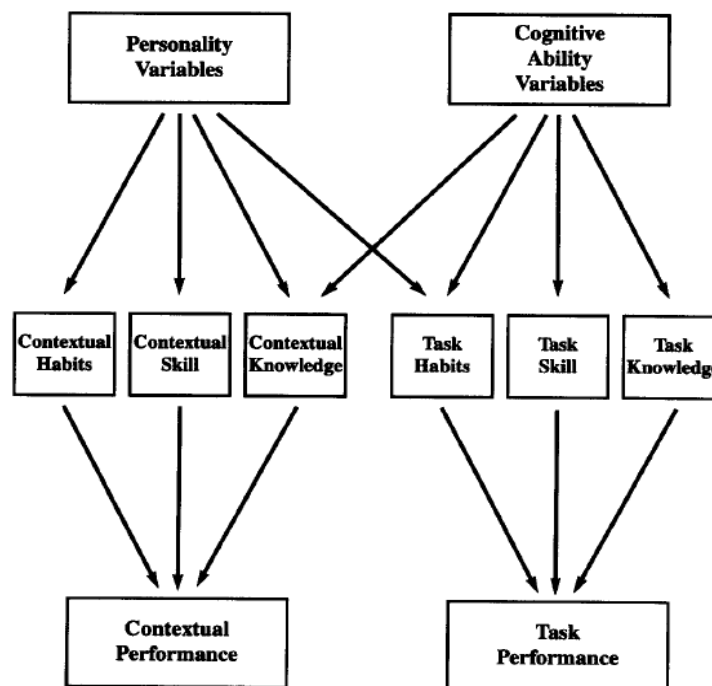 Personality
Variables
Cognitive
Ability
Variables
Contextual
Habits
Contextual
Skill
Contextual
Knowledge
Task
Habits
Task
Skill
Task
Knowledge
Contextual
Performance
Task
Performance